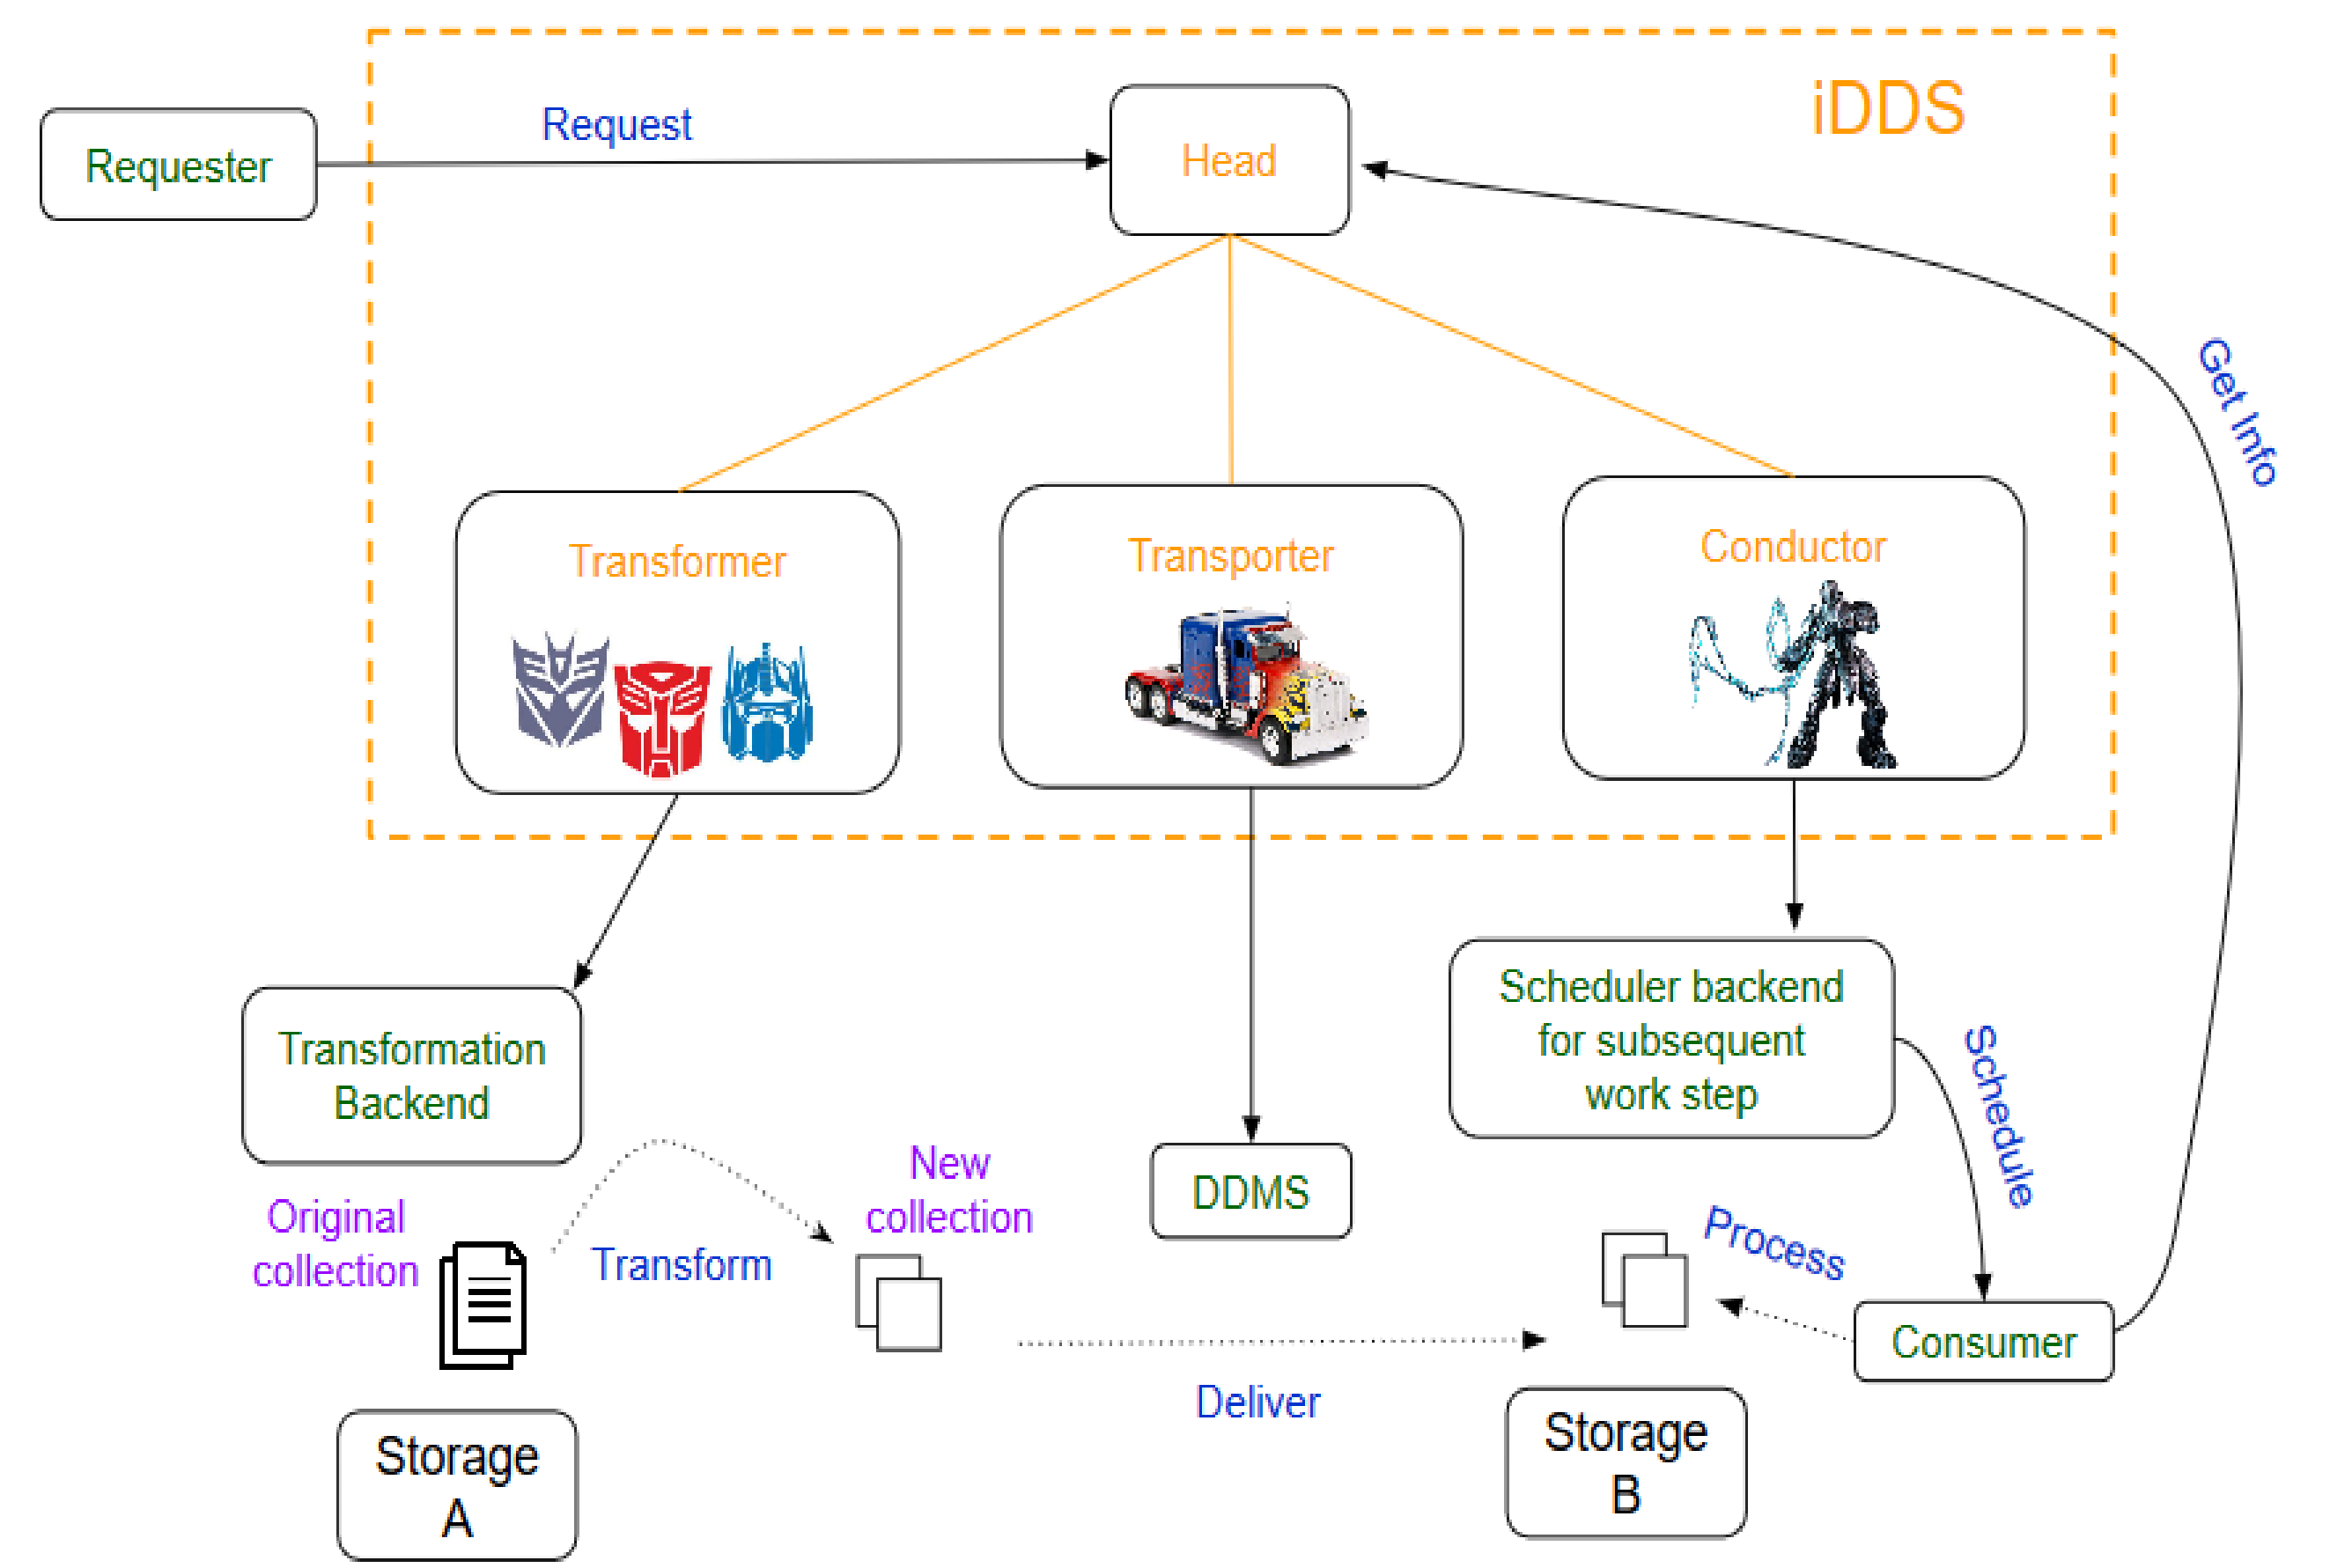 iDDS
Request
Requester
Head
Get Info
Transformer
Transporter
Conductor
Scheduler backend
for subsequent
work step
Transformation
Backend
Schedule
New
collection
DDMS
Original
collection
Transform
Process
Consumer
Deliver
Storage
A
Storage
B